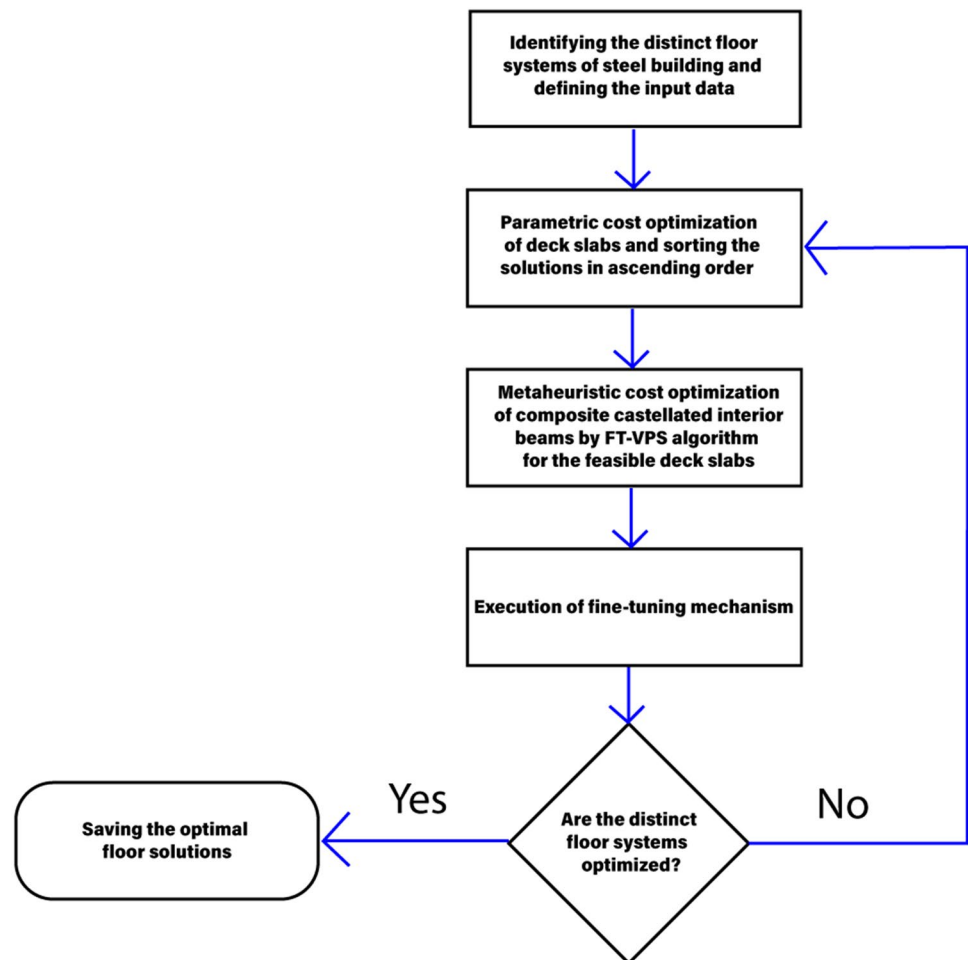 Identifying the distinct floor
systems of steel building and
defining the input data
Parametric cost optimization
of deck slabs and sorting the
solutions in ascending order
Metaheuristic cost optimization
of composite castellated interior
beams by FT-VPS algorithm
for the feasible deck slabs
Execution of fine-tuning mechanism
Are the distinct
floor systems
optimized?
Yes
No
Saving the optimal
floor solutions